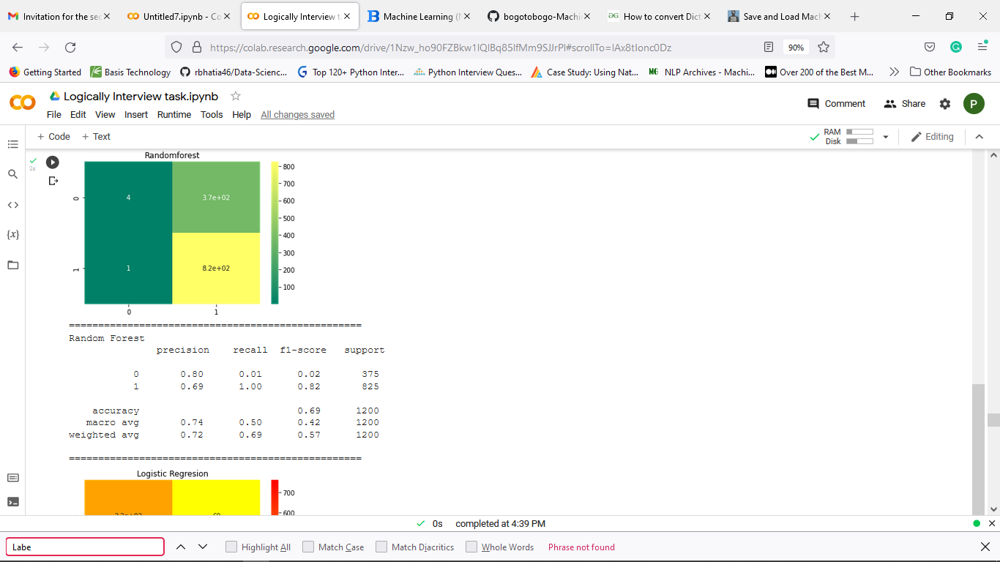 Invitation for the sec
Untitled7.ipynb - Co
Logically Interview t
Machine Learning (
bogotobogo-Machi
How to convert Dict
Save and Load Mach
https://colab.research.google.com/drive/1Nzw_ho90FZBkw1IQlBq85lfMm9SJJrPl#scrollTo=lAx8tIonc0Dz
90%
Getting Started
Basis Technology
rbhatia46/Data-Scienc...
Top 120+ Python Inter...
Python Interview Ques...
Case Study: Using Nat...
NLP Archives - Machi...
Over 200 of the Best M...
Other Bookmarks
Logically Interview task.ipynb
File Edit View Insert Runtime Tools Help All changes saved
Comment
Share
P
+ Code + Text
RAM
Disk
Editing
2s
{x}
Randomforest
4 3.7e+02
1 8.2e+02
0
1
0 1
800
700
600
500
400
300
200
100
==================================================
Random Forest
precision recall f1-score support
0 0.80 0.01 0.02 375
1 0.69 1.00 0.82 825
accuracy 0.69 1200
macro avg 0.74 0.50 0.42 1200
weighted avg 0.72 0.69 0.57 1200
==================================================
Logistic Regresion
700
600
0s completed at 4:39 PM
Labe
Highlight All
Match Case
Match Diacritics
Whole Words
Phrase not found